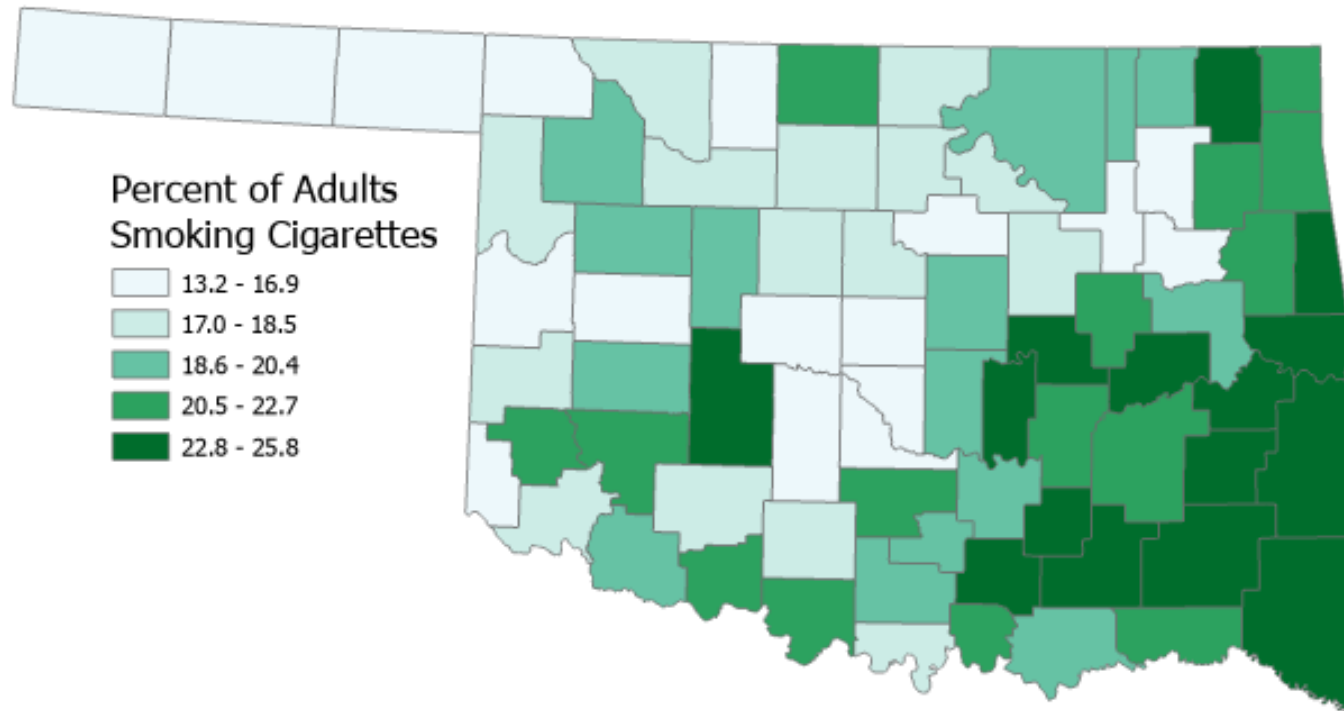 Percent of Adults
Smoking Cigarettes
13.2 - 16.9
17.0 - 18.5
18.6 - 20.4
20.5 - 22.7
22.8 - 25.8